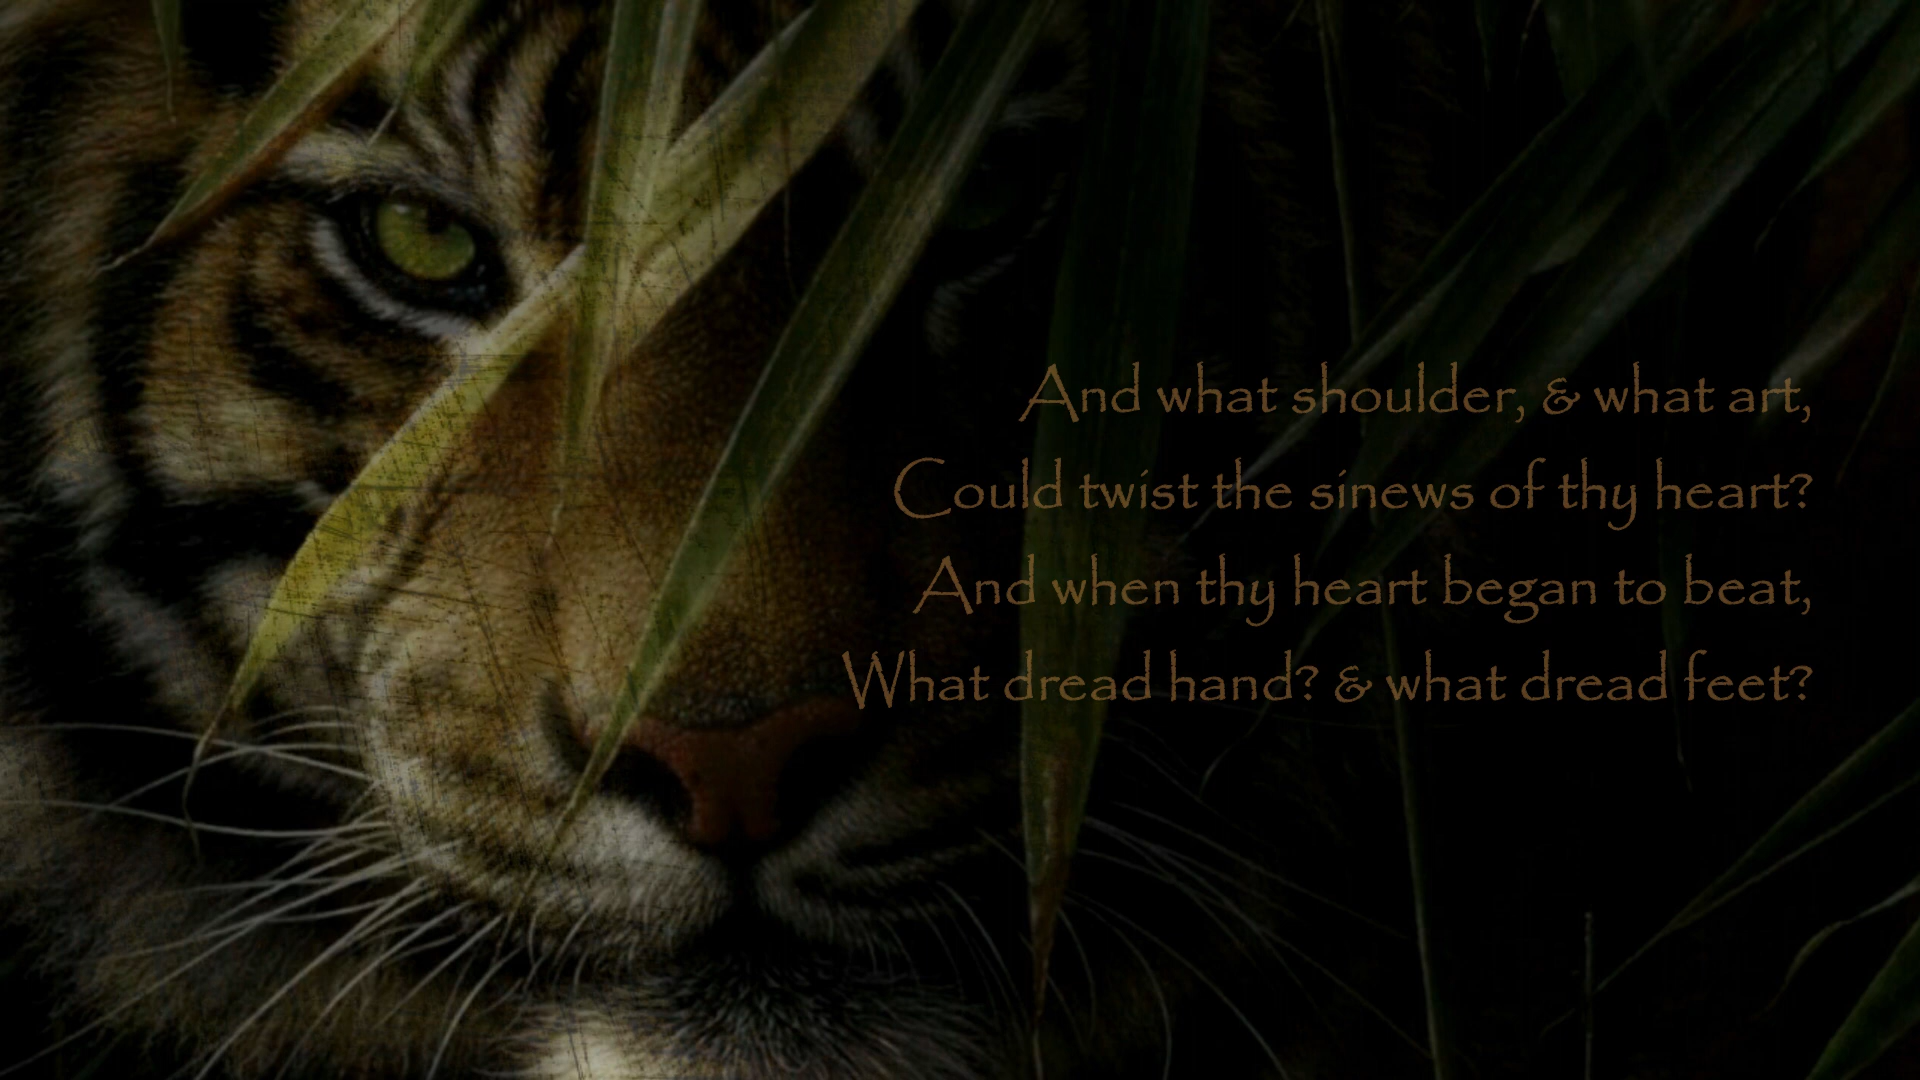 And what shoulder, & what art,
Could twist the sinews of thy heart?
And when thy heart began to beat,
What dread hand? & what dread feet?